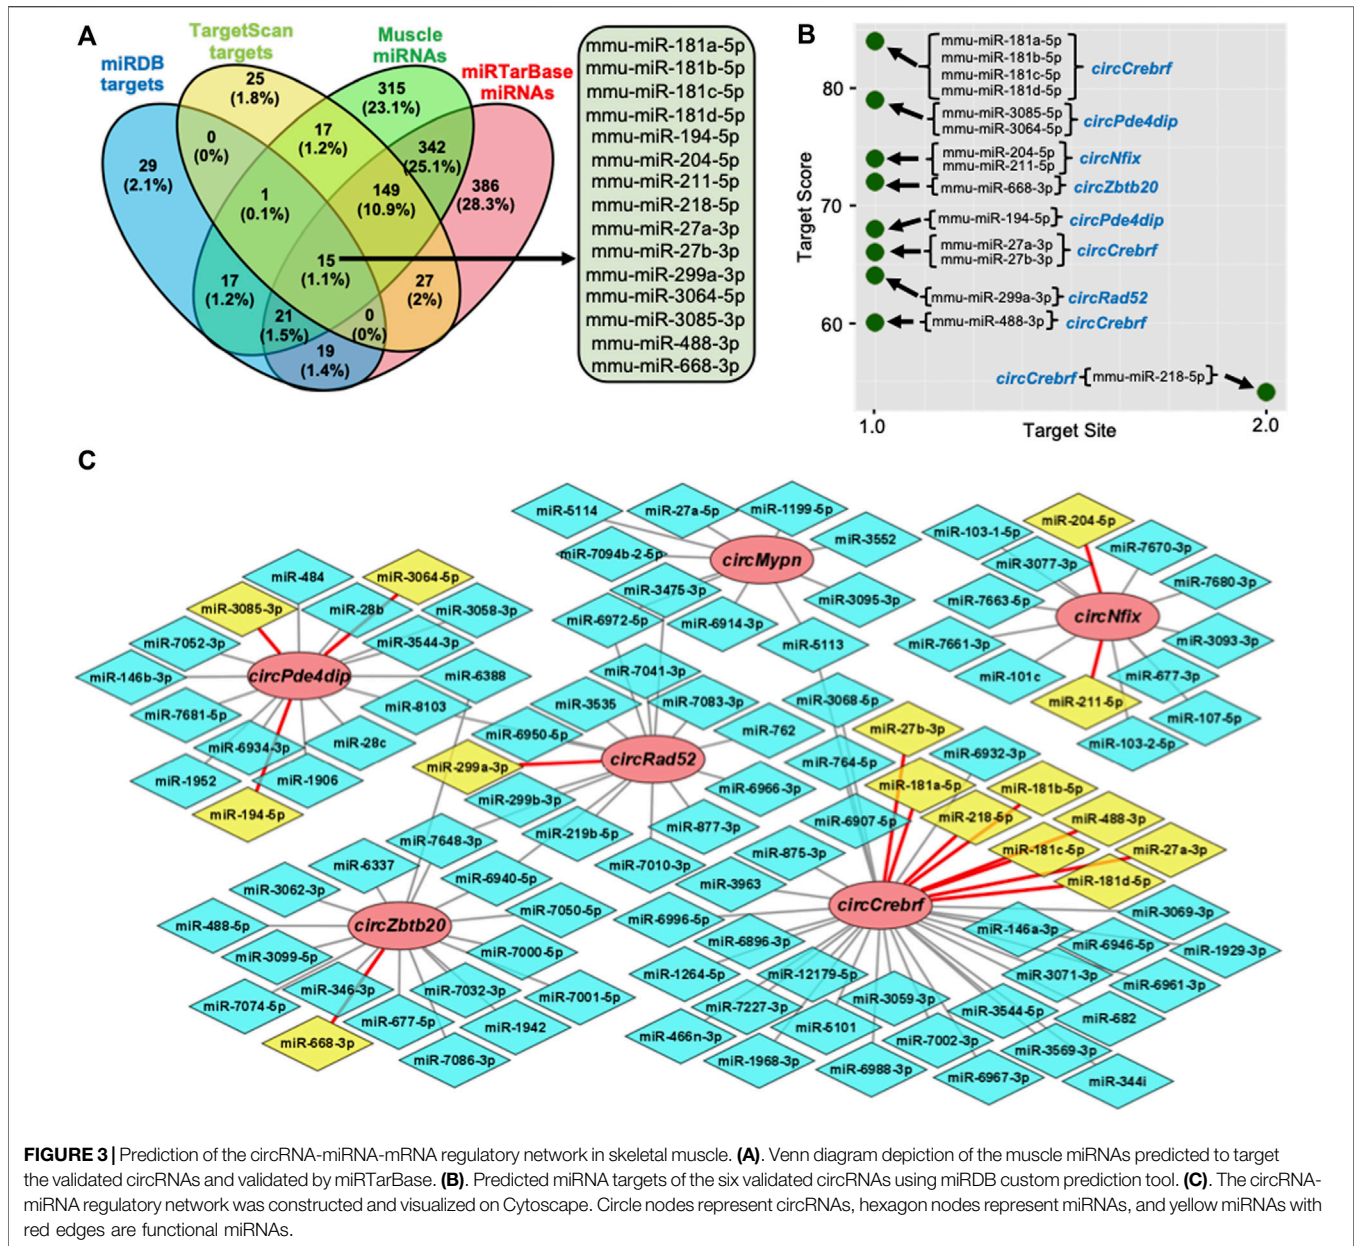 A
miRDB
targets
TargetScan
targets
Muscle
miRNAs
miRTarBase
miRNAs
25
(1.8%)
315
(23.1%)
0
(0%)
17
(1.2%)
342
(25.1%)
29
(2.1%)
386
(28.3%)
1
(0.1%)
149
(10.9%)
15
(1.1%)
17
(1.2%)
27
(2%)
21
(1.5%)
0
(0%)
19
(1.4%)
mmu-miR-181a-5p
mmu-miR-181b-5p
mmu-miR-181c-5p
mmu-miR-181d-5p
mmu-miR-194-5p
mmu-miR-204-5p
mmu-miR-211-5p
mmu-miR-218-5p
mmu-miR-27a-3p
mmu-miR-27b-3p
mmu-miR-299a-3p
mmu-miR-3064-5p
mmu-miR-3085-3p
mmu-miR-488-3p
mmu-miR-668-3p
B
Target Score
80
70
60
mmu-miR-181a-5p
mmu-miR-181b-5p
mmu-miR-181c-5p
mmu-miR-181d-5p
circCrebrf
mmu-miR-3085-5p
mmu-miR-3064-5p
circPde4dip
mmu-miR-204-5p
mmu-miR-211-5p
circNfix
mmu-miR-668-3p
circZbtb20
mmu-miR-194-5p
circPde4dip
mmu-miR-27a-3p
mmu-miR-27b-3p
circCrebrf
mmu-miR-299a-3p
circRad52
mmu-miR-488-3p
circCrebrf
circCrebrf
mmu-miR-218-5p
1.0
2.0
Target Site
C
miR-484
miR-3064-5p
miR-3085-3p
miR-28b
miR-3058-3p
miR-7052-3p
miR-3544-3p
miR-146b-3p
circPde4dip
miR-6388
miR-7681-5p
miR-8103
miR-6934-3p
miR-28c
miR-1952
miR-1906
miR-194-5p
miR-5114
miR-27a-5p
miR-1199-5p
miR-7094b-2-5p
miR-3552
circMypn
miR-3475-3p
miR-3095-3p
miR-6972-5p
miR-6914-3p
miR-5113
miR-103-1-5p
miR-204-5p
miR-7670-3p
miR-3077-3p
miR-7680-3p
miR-7663-5p
circNfix
miR-7661-3p
miR-3093-3p
miR-101c
miR-677-3p
miR-211-5p
miR-107-5p
miR-103-2-5p
miR-7041-3p
miR-3535
miR-7083-3p
miR-6950-5p
miR-762
miR-299a-3p
circRad52
miR-299b-3p
miR-6966-3p
miR-219b-5p
miR-877-3p
miR-7010-3p
miR-3068-5p
miR-27b-3p
miR-764-5p
miR-6932-3p
miR-181a-5p
miR-181b-5p
miR-6907-5p
miR-218-5p
miR-488-3p
miR-875-3p
miR-181c-5p
miR-27a-3p
miR-3963
miR-181d-5p
circCrebrf
miR-6996-5p
miR-3069-3p
miR-146a-3p
miR-6896-3p
miR-6946-5p
miR-1929-3p
miR-1264-5p
miR-12179-5p
miR-3071-3p
miR-6961-3p
miR-7227-3p
miR-3059-3p
miR-3544-5p
miR-682
miR-466n-3p
miR-5101
miR-7002-3p
miR-3569-3p
miR-1968-3p
miR-6988-3p
miR-6967-3p
miR-344i
miR-7648-3p
miR-6337
miR-3062-3p
miR-6940-5p
miR-488-5p
circZbtb20
miR-7050-5p
miR-3099-5p
miR-7000-5p
miR-346-3p
miR-7032-3p
miR-7001-5p
miR-7074-5p
miR-677-5p
miR-1942
miR-668-3p
miR-7086-3p
FIGURE 3 | Prediction of the circRNA-miRNA-mRNA regulatory network in skeletal muscle. (A). Venn diagram depiction of the muscle miRNAs predicted to target
the validated circRNAs and validated by miRTarBase. (B). Predicted miRNA targets of the six validated circRNAs using miRDB custom prediction tool. (C). The circRNA-
miRNA regulatory network was constructed and visualized on Cytoscape. Circle nodes represent circRNAs, hexagon nodes represent miRNAs, and yellow miRNAs with
red edges are functional miRNAs.